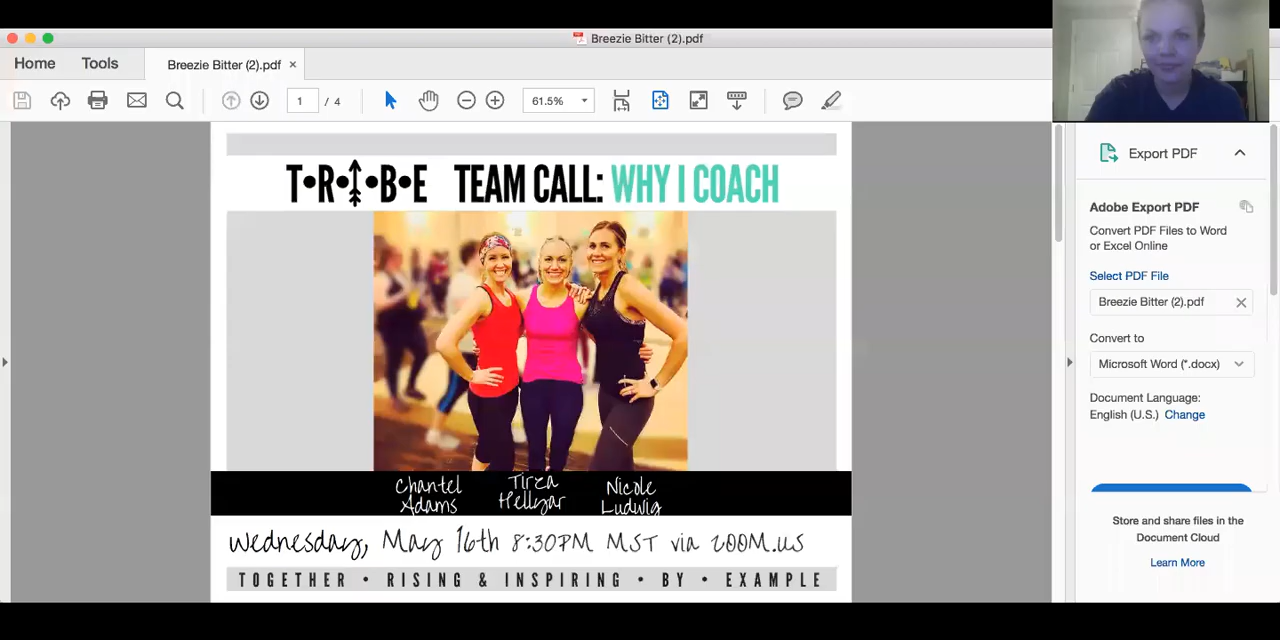 Breezie Bitter (2).pdf
Home
Tools
Breezie Bitter (2).pdf ×
1 / 4
61.5%
Export PDF
Adobe Export PDF
Convert PDF Files to Word
or Excel Online
Select PDF File
Breezie Bitter (2).pdf
Convert to
Microsoft Word (*.docx)
Document Language:
English (U.S.) Change
Store and share files in the
Document Cloud
Learn More
T•R•I•B•E TEAM CALL: WHY I COACH
Chantel
Adams
Tirza
Hellyar
Nicole
Ludwig
Wednesday, May 16th 8:30PM MST via ZOOM.us
TOGETHER • RISING & INSPIRING • BY • EXAMPLE